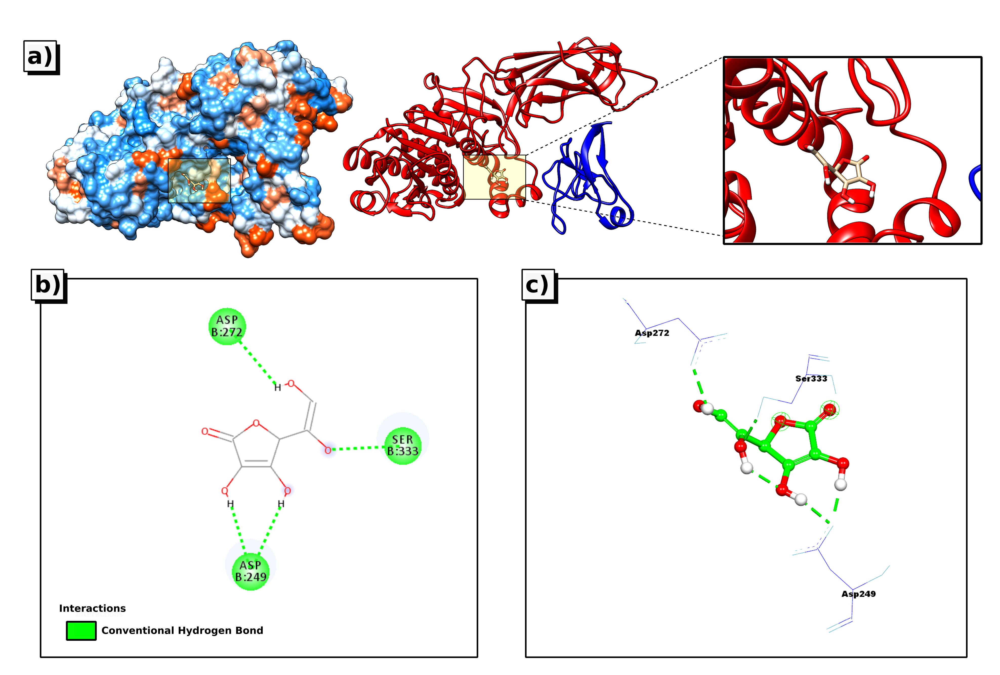 a)
b)
ASP
B:272
H
O
O
O
O
SER
B:333
O
O
H
H
ASP
B:249
Interactions
Conventional Hydrogen Bond
c)
Asp272
Ser333
Asp249